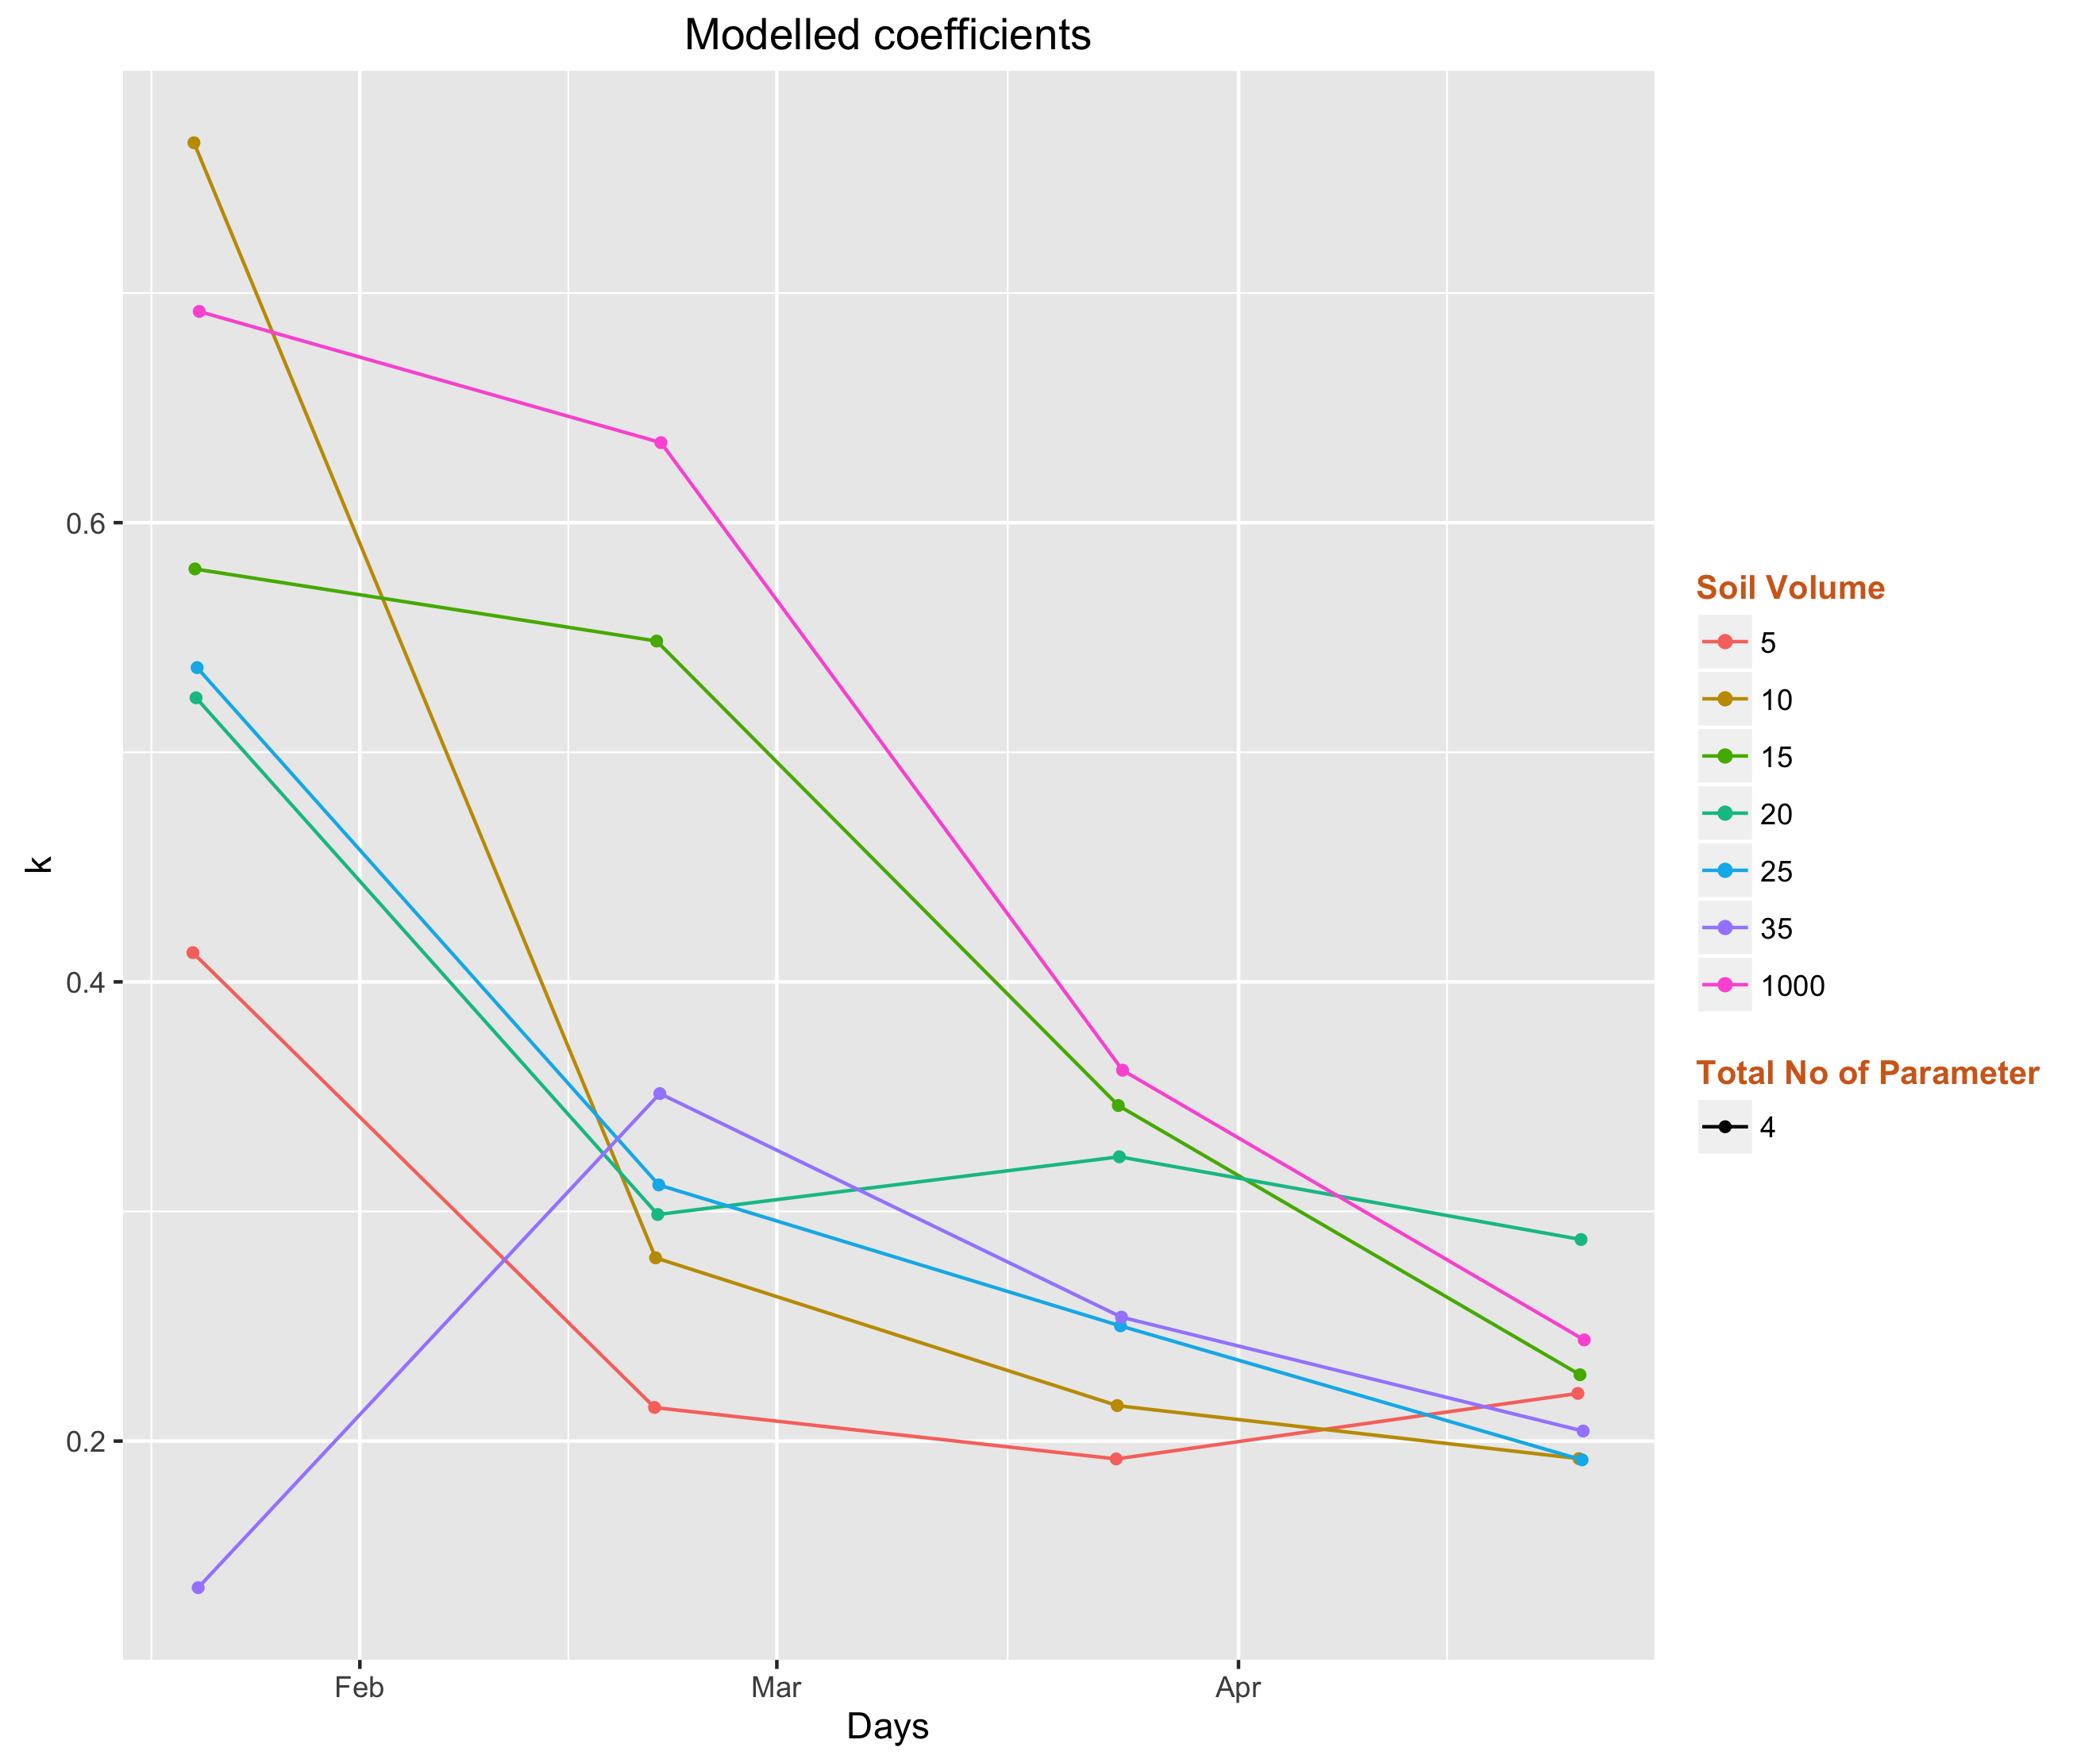 Modelled coefficients
k
0.6
0.4
0.2
Feb Mar Apr
Days
Soil Volume
5
10
15
20
25
35
1000
Total No of Parameter
4